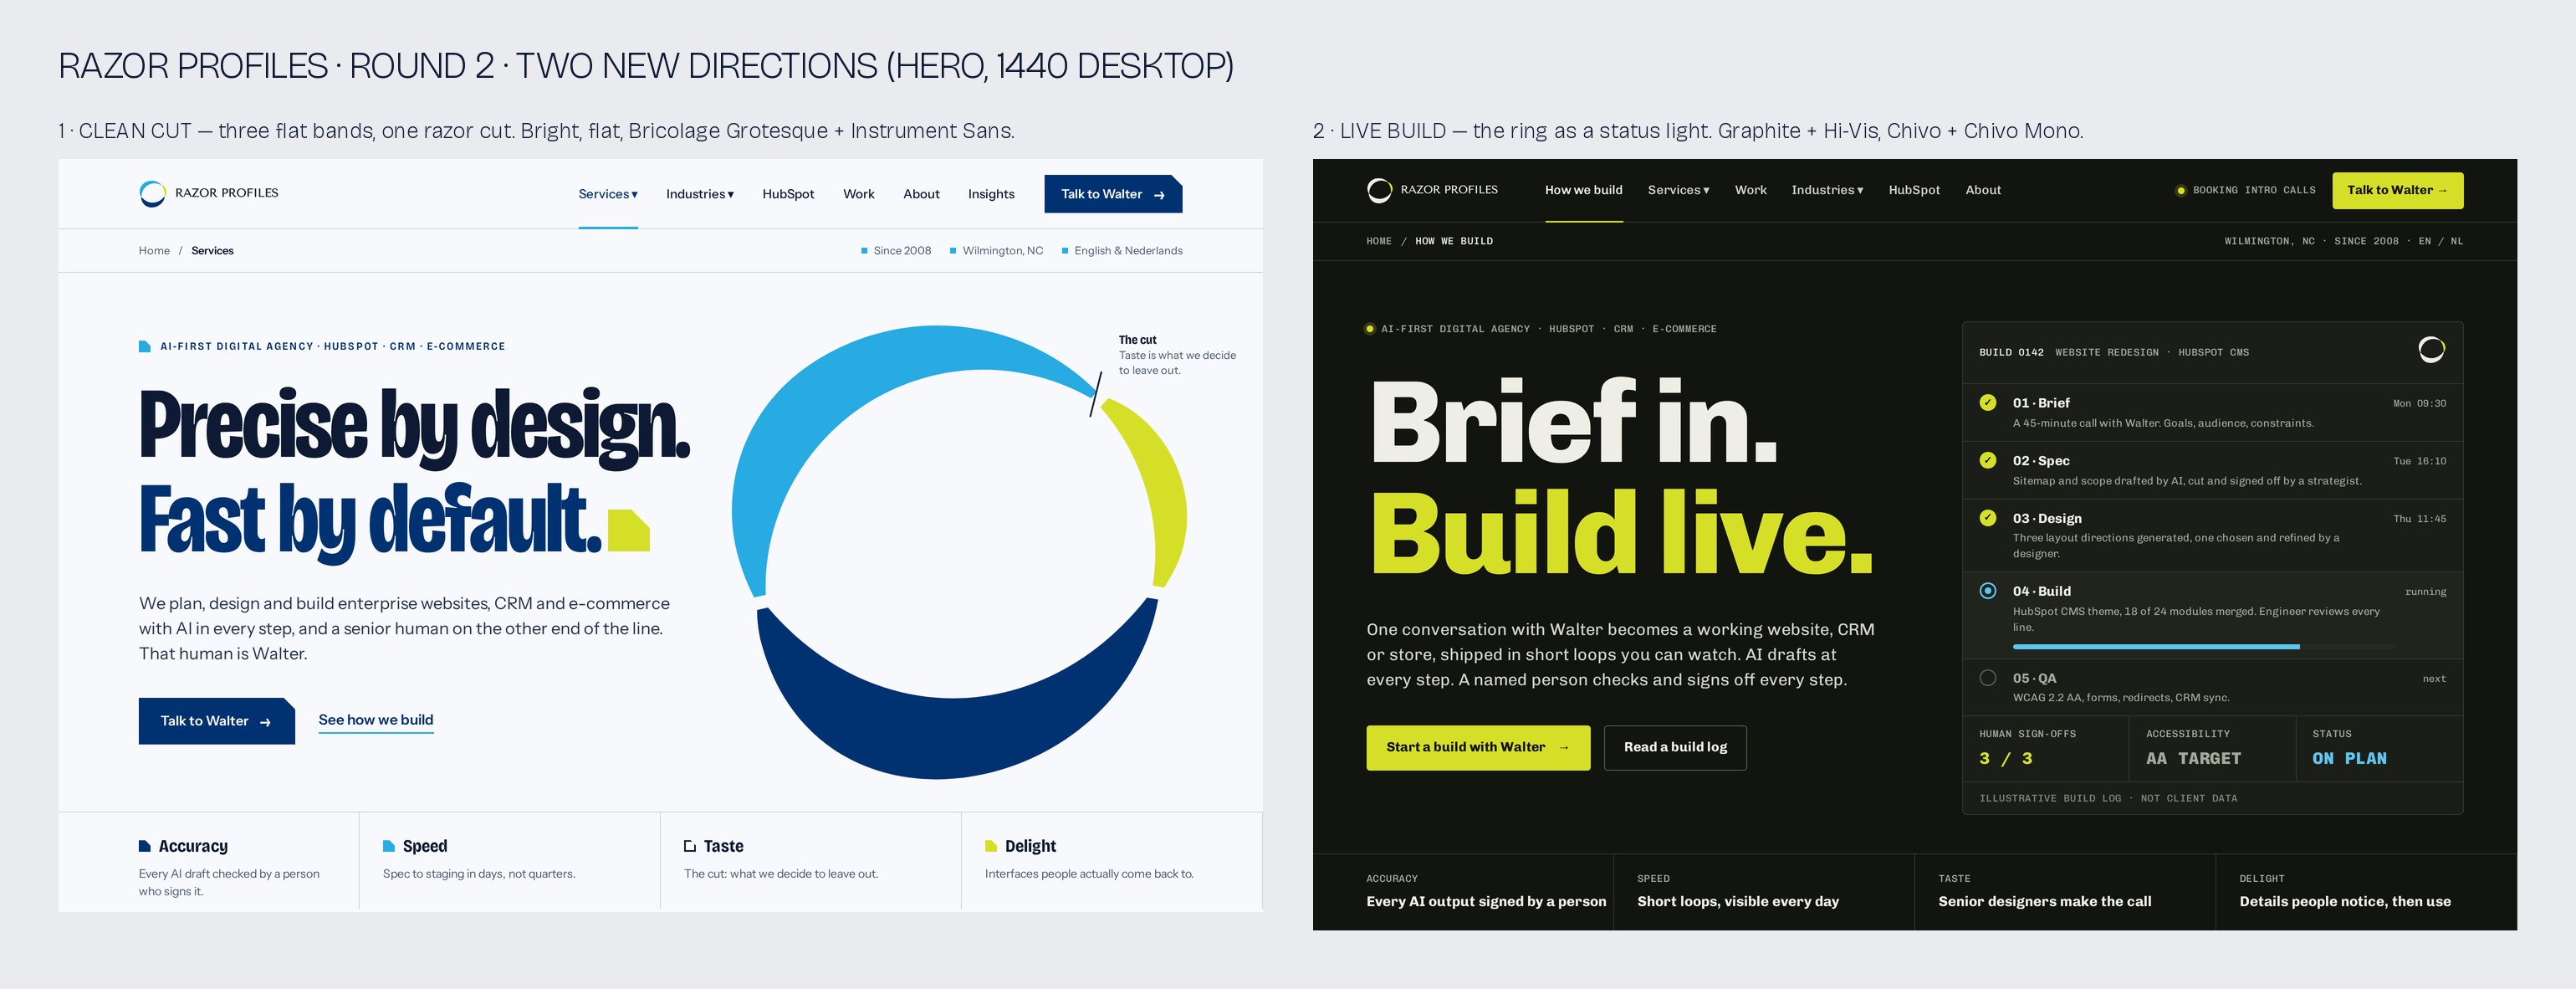 RAZOR PROFILES · ROUND 2 · TWO NEW DIRECTIONS (HERO, 1440 DESKTOP)
1 · CLEAN CUT — three flat bands, one razor cut. Bright, flat, Bricolage Grotesque + Instrument Sans.
RAZOR PROFILES
Services ▾
Industries ▾
HubSpot
Work
About
Insights
Talk to Walter →
Home / Services
Since 2008
Wilmington, NC
English & Nederlands
AI-FIRST DIGITAL AGENCY · HUBSPOT · CRM · E-COMMERCE
Precise by design.
Fast by default.
We plan, design and build enterprise websites, CRM and e-commerce
with AI in every step, and a senior human on the other end of the line.
That human is Walter.
Talk to Walter →
See how we build
The cut
Taste is what we decide
to leave out.
Accuracy
Every AI draft checked by a person
who signs it.
Speed
Spec to staging in days, not quarters.
Taste
The cut: what we decide to leave out.
Delight
Interfaces people actually come back to.
2 · LIVE BUILD — the ring as a status light. Graphite + Hi-Vis, Chivo + Chivo Mono.
RAZOR PROFILES
How we build
Services ▾
Work
Industries ▾
HubSpot
About
BOOKING INTRO CALLS
Talk to Walter →
HOME / HOW WE BUILD
WILMINGTON, NC · SINCE 2008 · EN / NL
AI-FIRST DIGITAL AGENCY · HUBSPOT · CRM · E-COMMERCE
Brief in.
Build live.
One conversation with Walter becomes a working website, CRM
or store, shipped in short loops you can watch. AI drafts at
every step. A named person checks and signs off every step.
Start a build with Walter →
Read a build log
BUILD 0142 WEBSITE REDESIGN · HUBSPOT CMS
01 · Brief
Mon 09:30
A 45-minute call with Walter. Goals, audience, constraints.
02 · Spec
Tue 16:10
Sitemap and scope drafted by AI, cut and signed off by a strategist.
03 · Design
Thu 11:45
Three layout directions generated, one chosen and refined by a
designer.
04 · Build
running
HubSpot CMS theme, 18 of 24 modules merged. Engineer reviews every
line.
05 · QA
next
WCAG 2.2 AA, forms, redirects, CRM sync.
HUMAN SIGN-OFFS
3 / 3
ACCESSIBILITY
AA TARGET
STATUS
ON PLAN
ILLUSTRATIVE BUILD LOG · NOT CLIENT DATA
ACCURACY
Every AI output signed by a person
SPEED
Short loops, visible every day
TASTE
Senior designers make the call
DELIGHT
Details people notice, then use